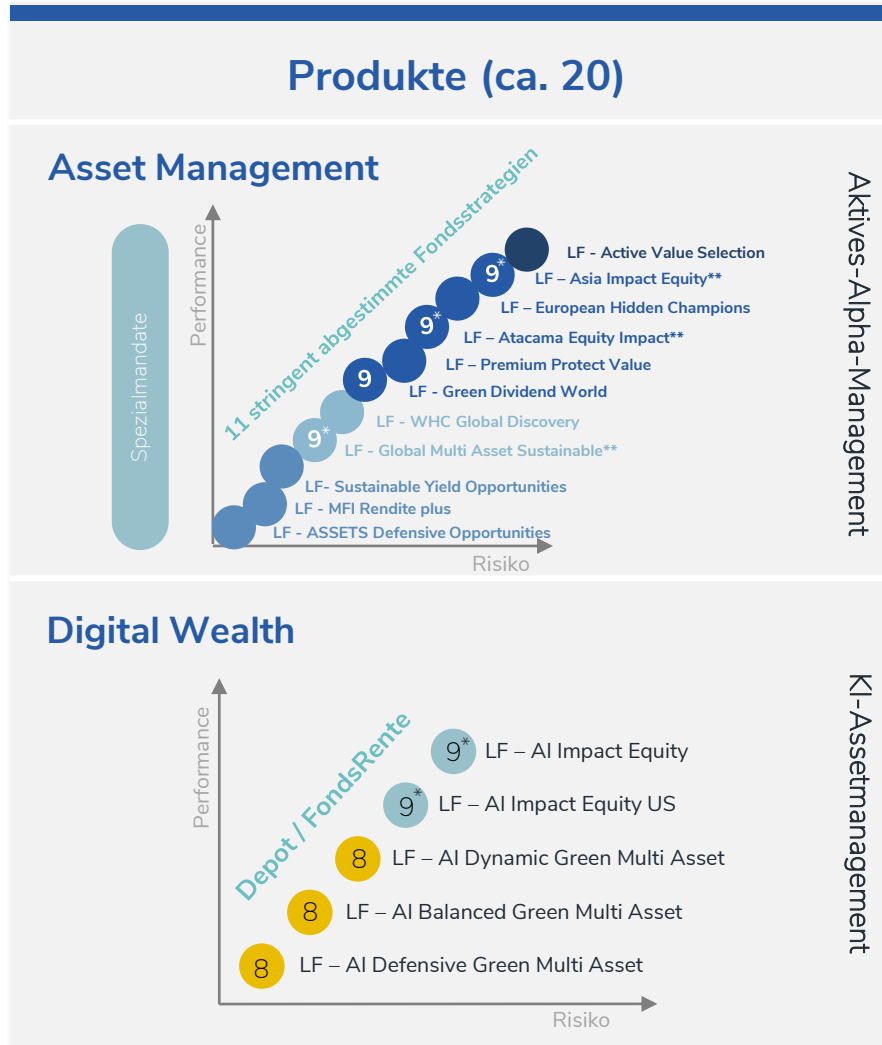 Produkte (ca. 20)
Asset Management
Aktives-Alpha-Management
Spezialmandate
Performance
11 stringent abgestimmte Fondsstrategien
LF - Active Value Selection
9*
LF – Asia Impact Equity**
LF – European Hidden Champions
9*
LF – Atacama Equity Impact**
LF – Premium Protect Value
9
LF - Green Dividend World
LF - WHC Global Discovery
9*
LF - Global Multi Asset Sustainable**
LF- Sustainable Yield Opportunities
LF - MFI Rendite plus
LF - ASSETS Defensive Opportunities
Risiko
Digital Wealth
KI-Assetmanagement
Performance
Depot / FondsRente
9* LF – AI Impact Equity
9* LF – AI Impact Equity US
8 LF – AI Dynamic Green Multi Asset
8 LF – AI Balanced Green Multi Asset
8 LF – AI Defensive Green Multi Asset
Risiko